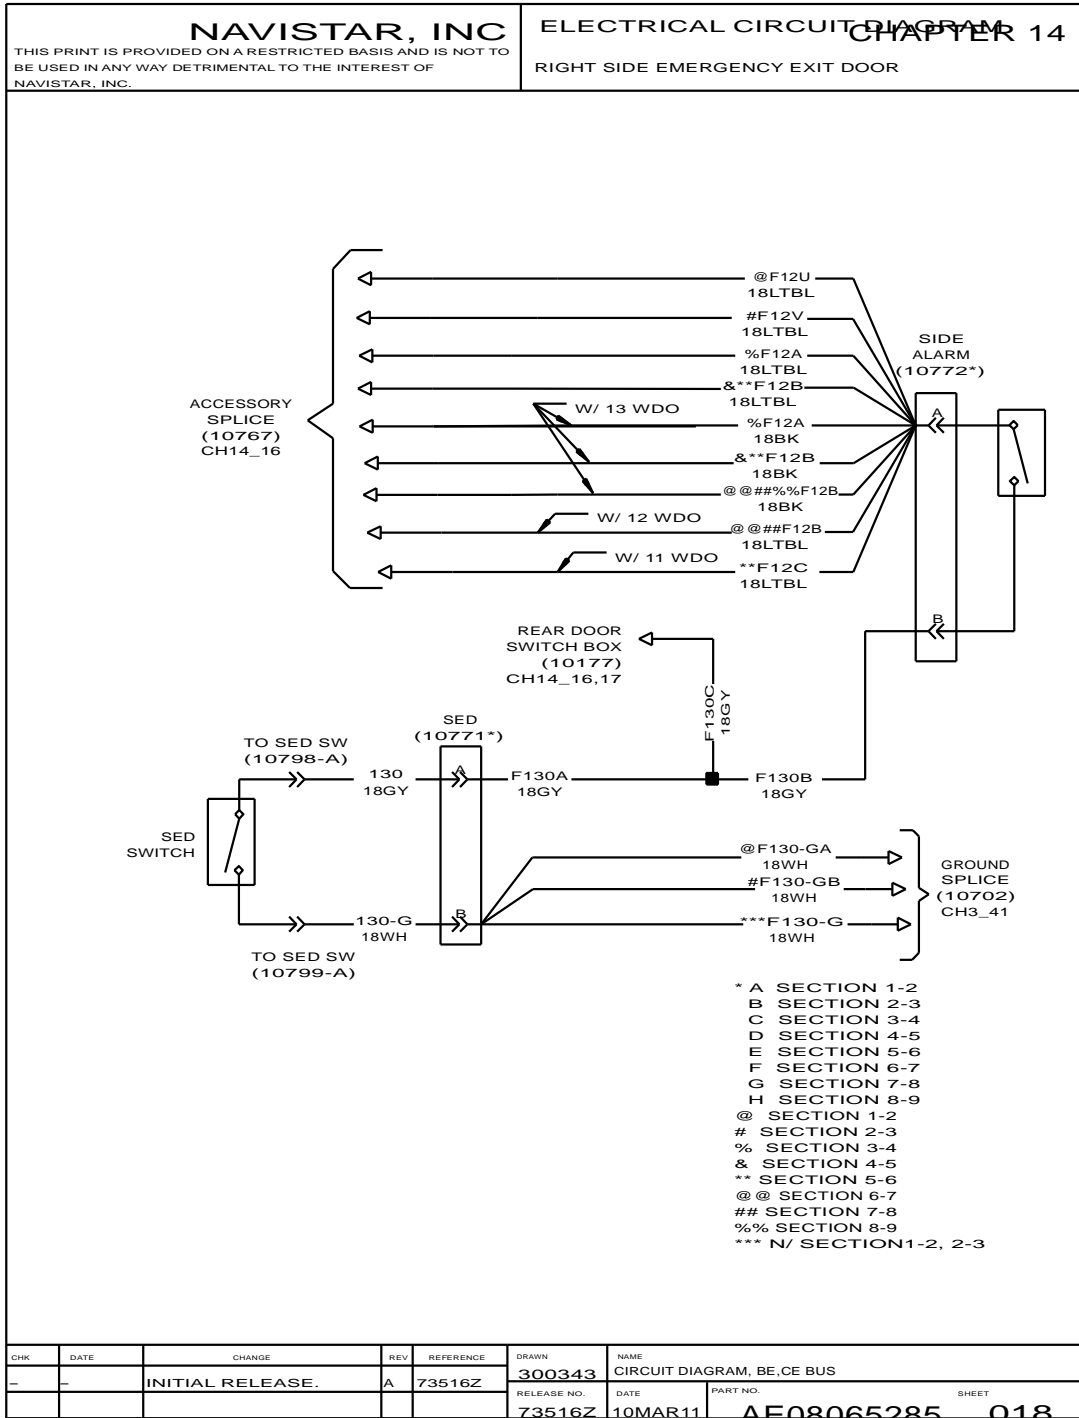 NAVISTAR, INC
THIS PRINT IS PROVIDED ON A RESTRICTED BASIS AND IS NOT TO
BE USED IN ANY WAY DETRIMENTAL TO THE INTEREST OF
NAVISTAR, INC.
ELECTRICAL CIRCUIT DIAGRAM
CHAPTER 14
RIGHT SIDE EMERGENCY EXIT DOOR
@F12U
18LTBL
#F12V
18LTBL
%F12A
18LTBL
&**F12B
18LTBL
%F12A
18BK
&**F12B
18BK
@@##%%F12B
18BK
@@##F12B
18LTBL
**F12C
18LTBL
W/ 13 WDO
W/ 12 WDO
W/ 11 WDO
ACCESSORY
SPLICE
(10767)
CH14_16
SIDE
ALARM
(10772*)
A
B
REAR DOOR
SWITCH BOX
(10177)
CH14_16,17
F130C
18GY
SED
(10771*)
TO SED SW
(10798-A)
130
18GY
A
F130A
18GY
F130B
18GY
SED
SWITCH
@F130-GA
18WH
#F130-GB
18WH
***F130-G
18WH
GROUND
SPLICE
(10702)
CH3_41
130-G
18WH
B
TO SED SW
(10799-A)
* A SECTION 1-2
B SECTION 2-3
C SECTION 3-4
D SECTION 4-5
E SECTION 5-6
F SECTION 6-7
G SECTION 7-8
H SECTION 8-9
@ SECTION 1-2
# SECTION 2-3
% SECTION 3-4
& SECTION 4-5
** SECTION 5-6
@@ SECTION 6-7
## SECTION 7-8
%% SECTION 8-9
*** N/ SECTION1-2, 2-3
CHK DATE CHANGE REV REFERENCE
– – INITIAL RELEASE. A 73516Z
DRAWN
300343
NAME
CIRCUIT DIAGRAM, BE,CE BUS
RELEASE NO.
73516Z
DATE
10MAR11
PART NO.
AE08065285
SHEET
018